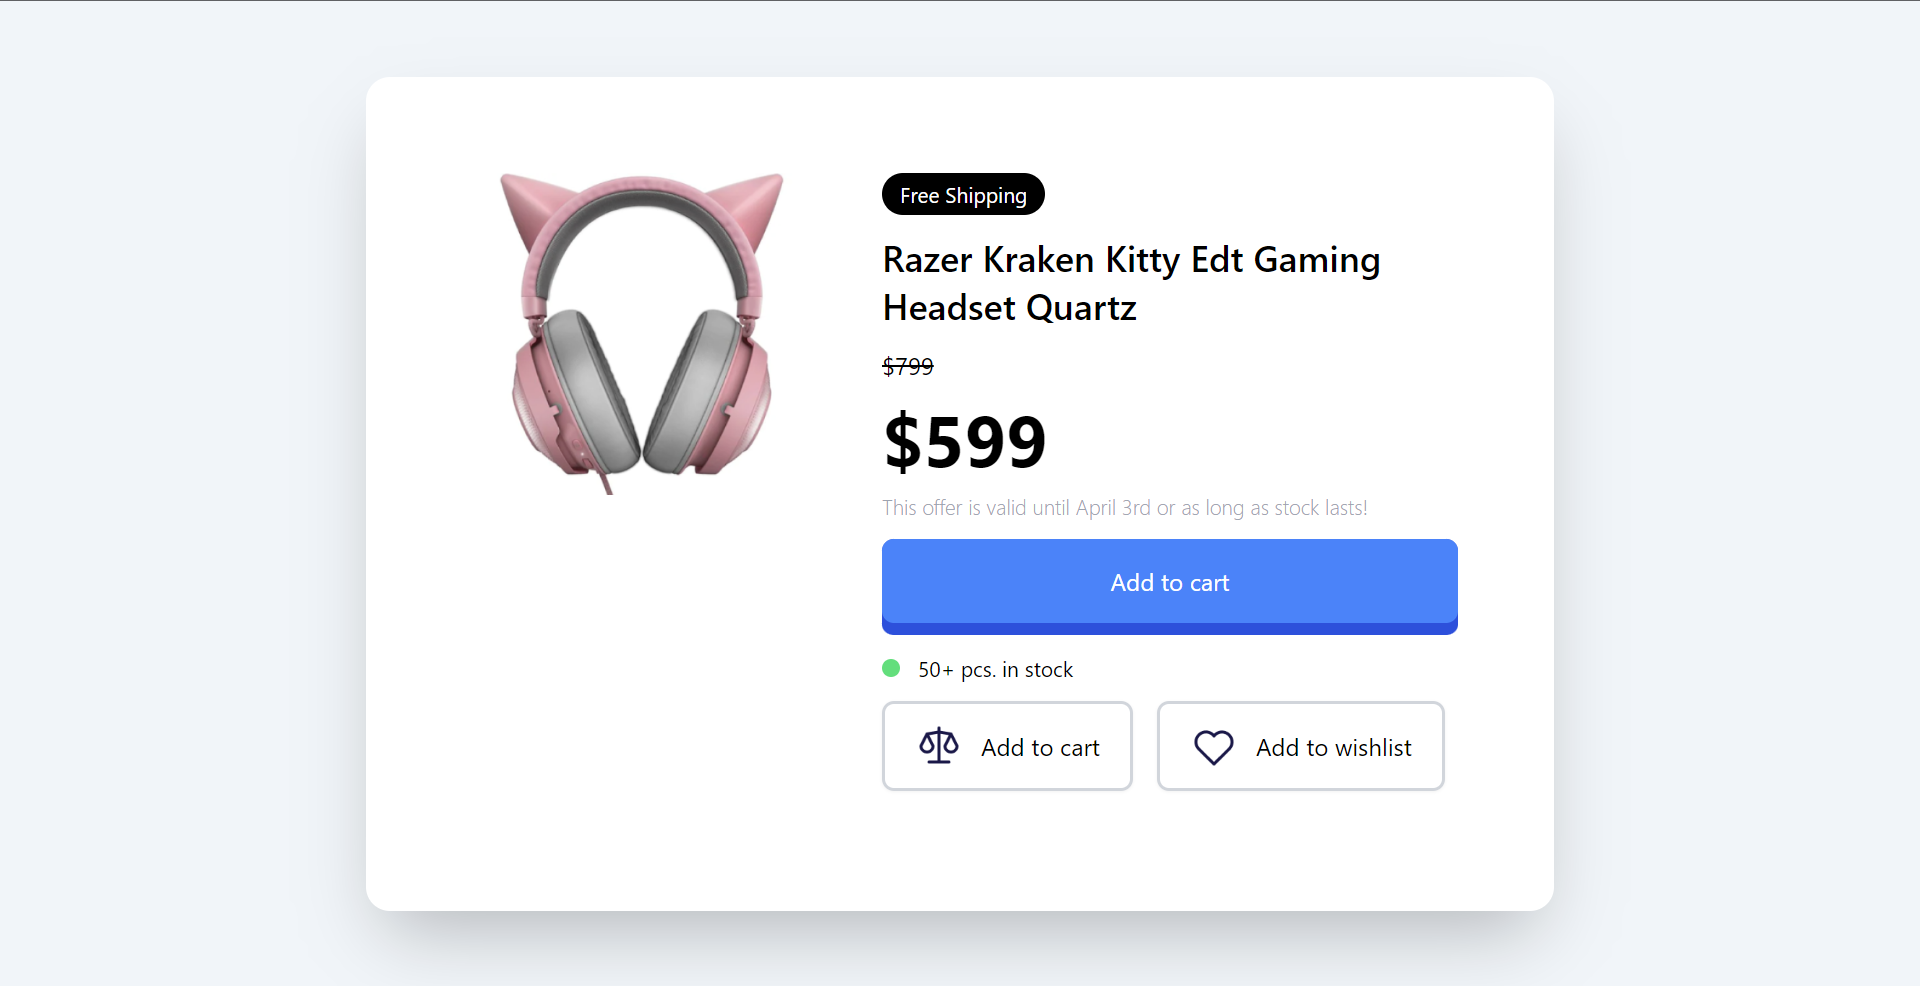 Free Shipping
Razer Kraken Kitty Edt Gaming
Headset Quartz
$799
$599
This offer is valid until April 3rd or as long as stock lasts!
Add to cart
50+ pcs. in stock
Add to cart
Add to wishlist